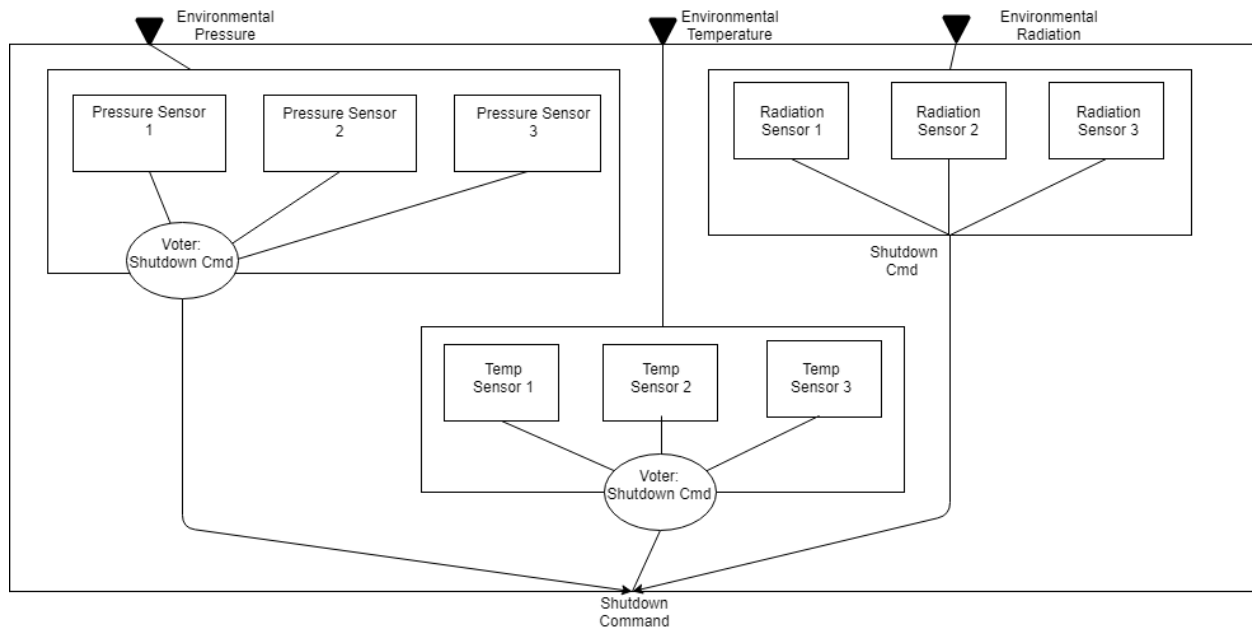 Environmental
Pressure
Environmental
Temperature
Environmental
Radiation
Pressure Sensor
1
Pressure Sensor
2
Pressure Sensor
3
Radiation
Sensor 1
Radiation
Sensor 2
Radiation
Sensor 3
Voter:
Shutdown Cmd
Shutdown
Cmd
Temp
Sensor 1
Temp
Sensor 2
Temp
Sensor 3
Voter:
Shutdown Cmd
Shutdown
Command